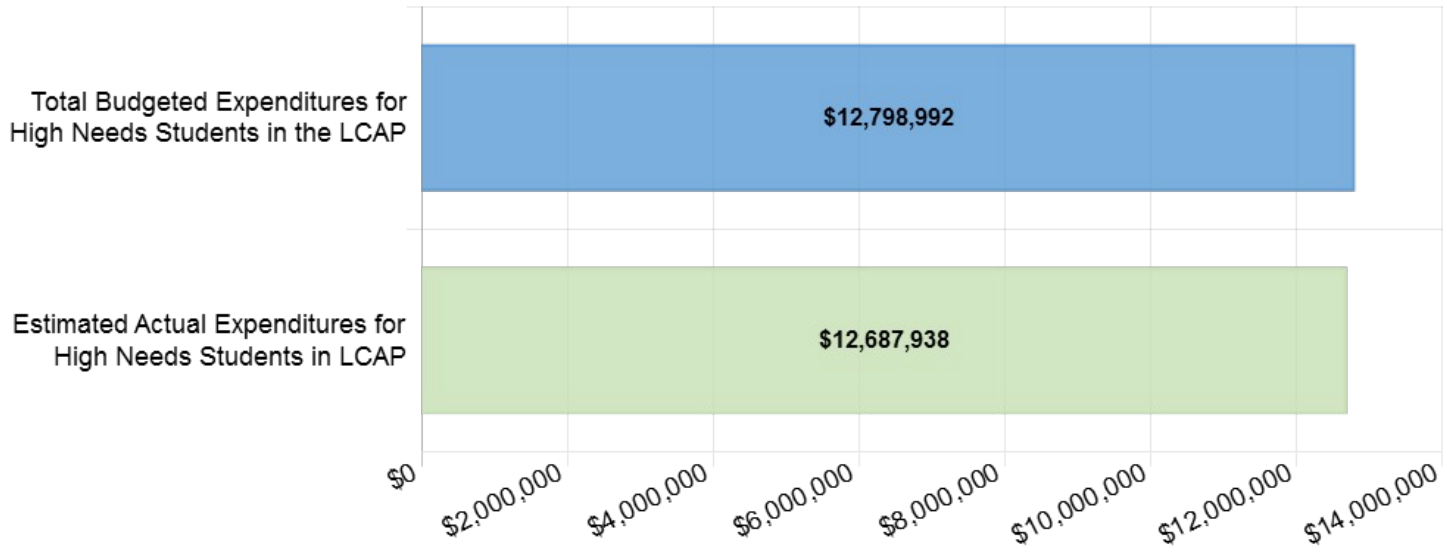 Total Budgeted Expenditures for
High Needs Students in the LCAP
$12,798,992
Estimated Actual Expenditures for
High Needs Students in LCAP
$12,687,938
$0
$2,000,000
$4,000,000
$6,000,000
$8,000,000
$10,000,000
$12,000,000
$14,000,000